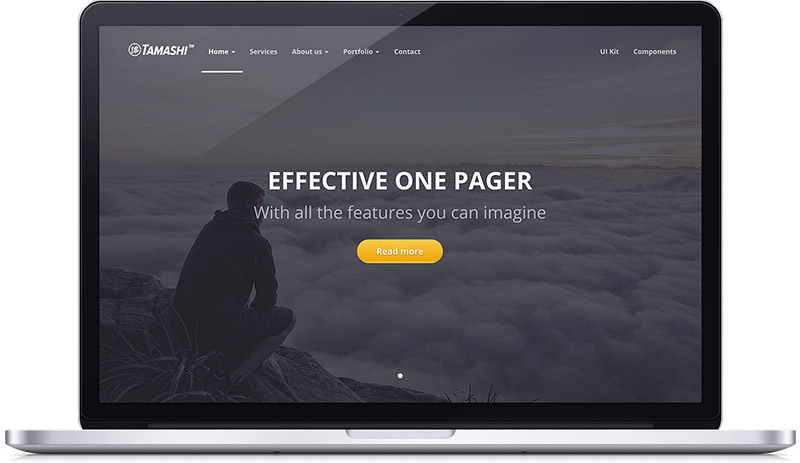 TAMASHI™
Home Services About us Portfolio Contact
UI Kit Components
EFFECTIVE ONE PAGER
With all the features you can imagine
Read more